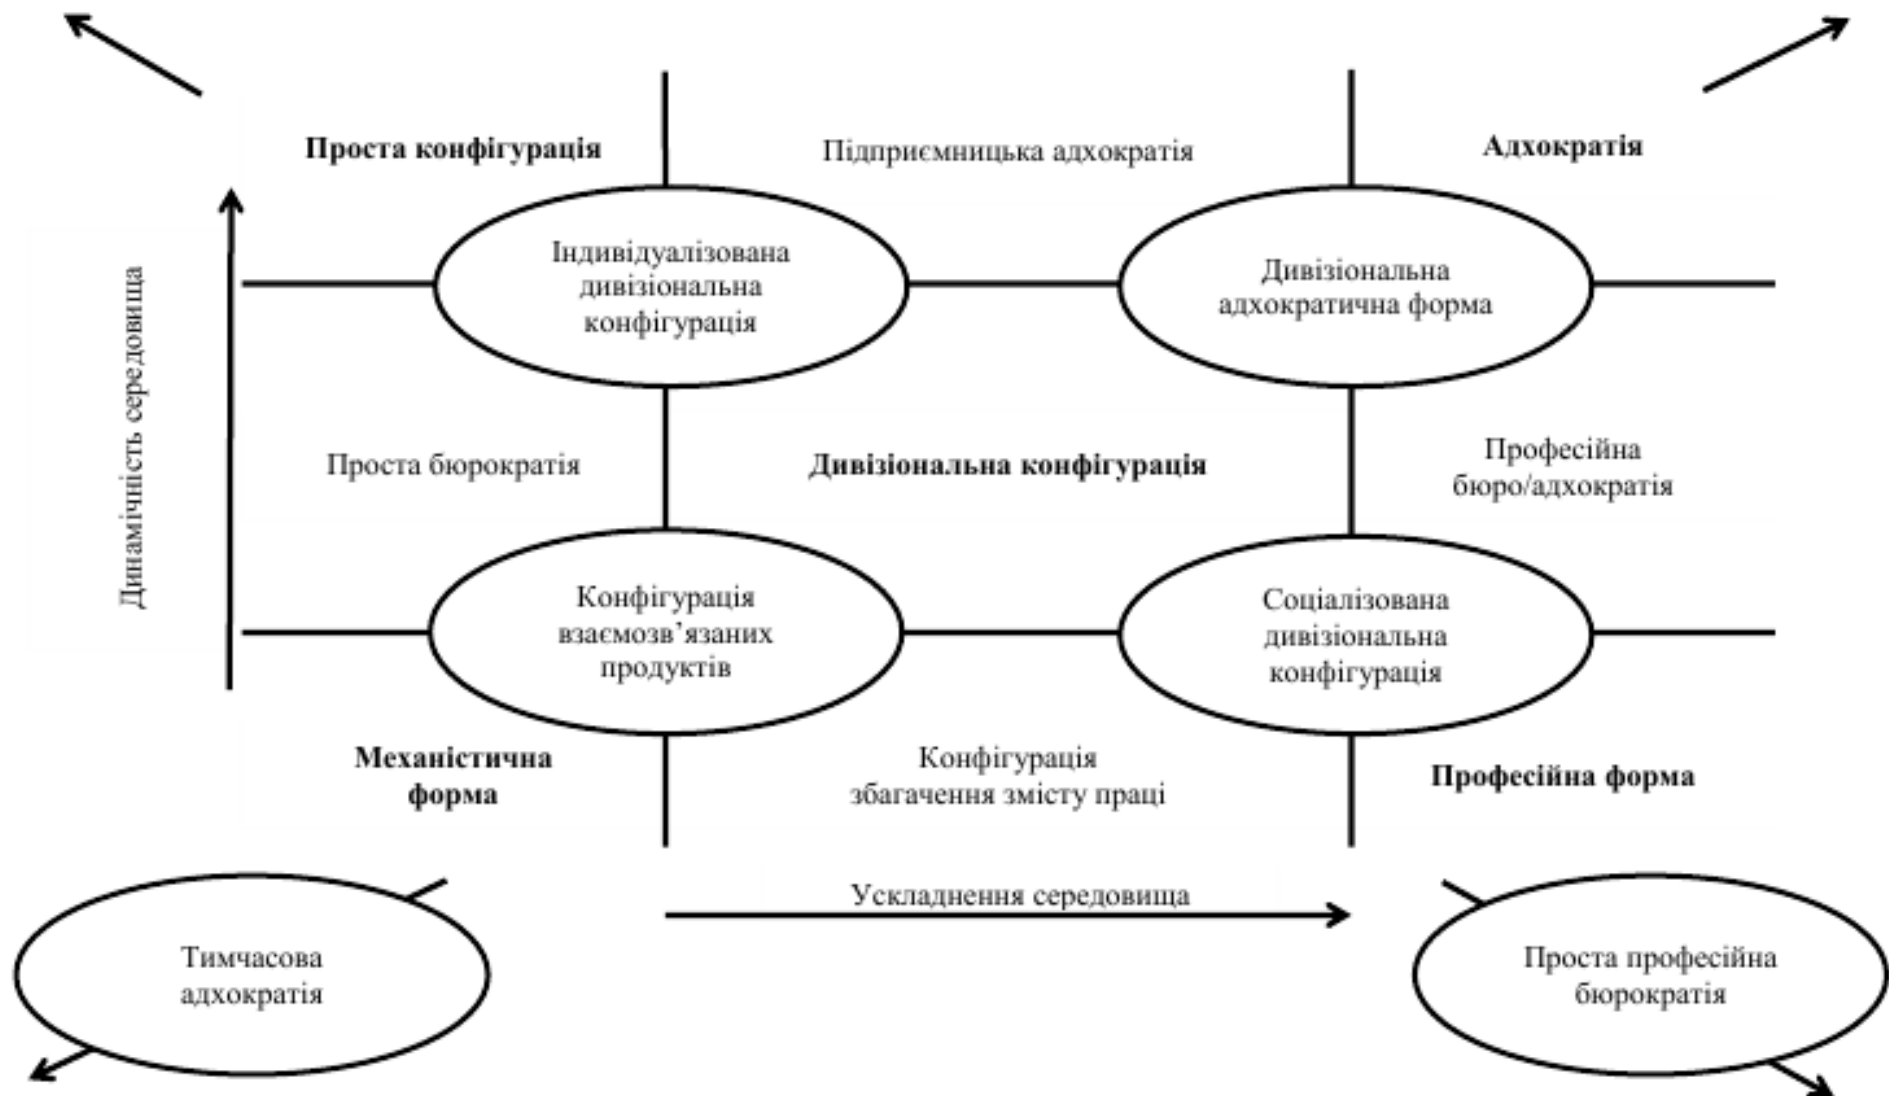 Проста конфігурація
Підприємницька адхократія
Адхократія
Індивідуалізована
дивізіональна
конфігурація
Дивізіональна
адхократична форма
Динамічність середовища
Проста бюрократія
Дивізіональна конфігурація
Професійна
бюро/адхократія
Конфігурація
взаємозв’язаних
продуктів
Соціалізована
дивізіональна
конфігурація
Механістична
форма
Конфігурація
збагачення змісту праці
Професійна форма
Ускладнення середовища
Тимчасова
адхократія
Проста професійна
бюрократія